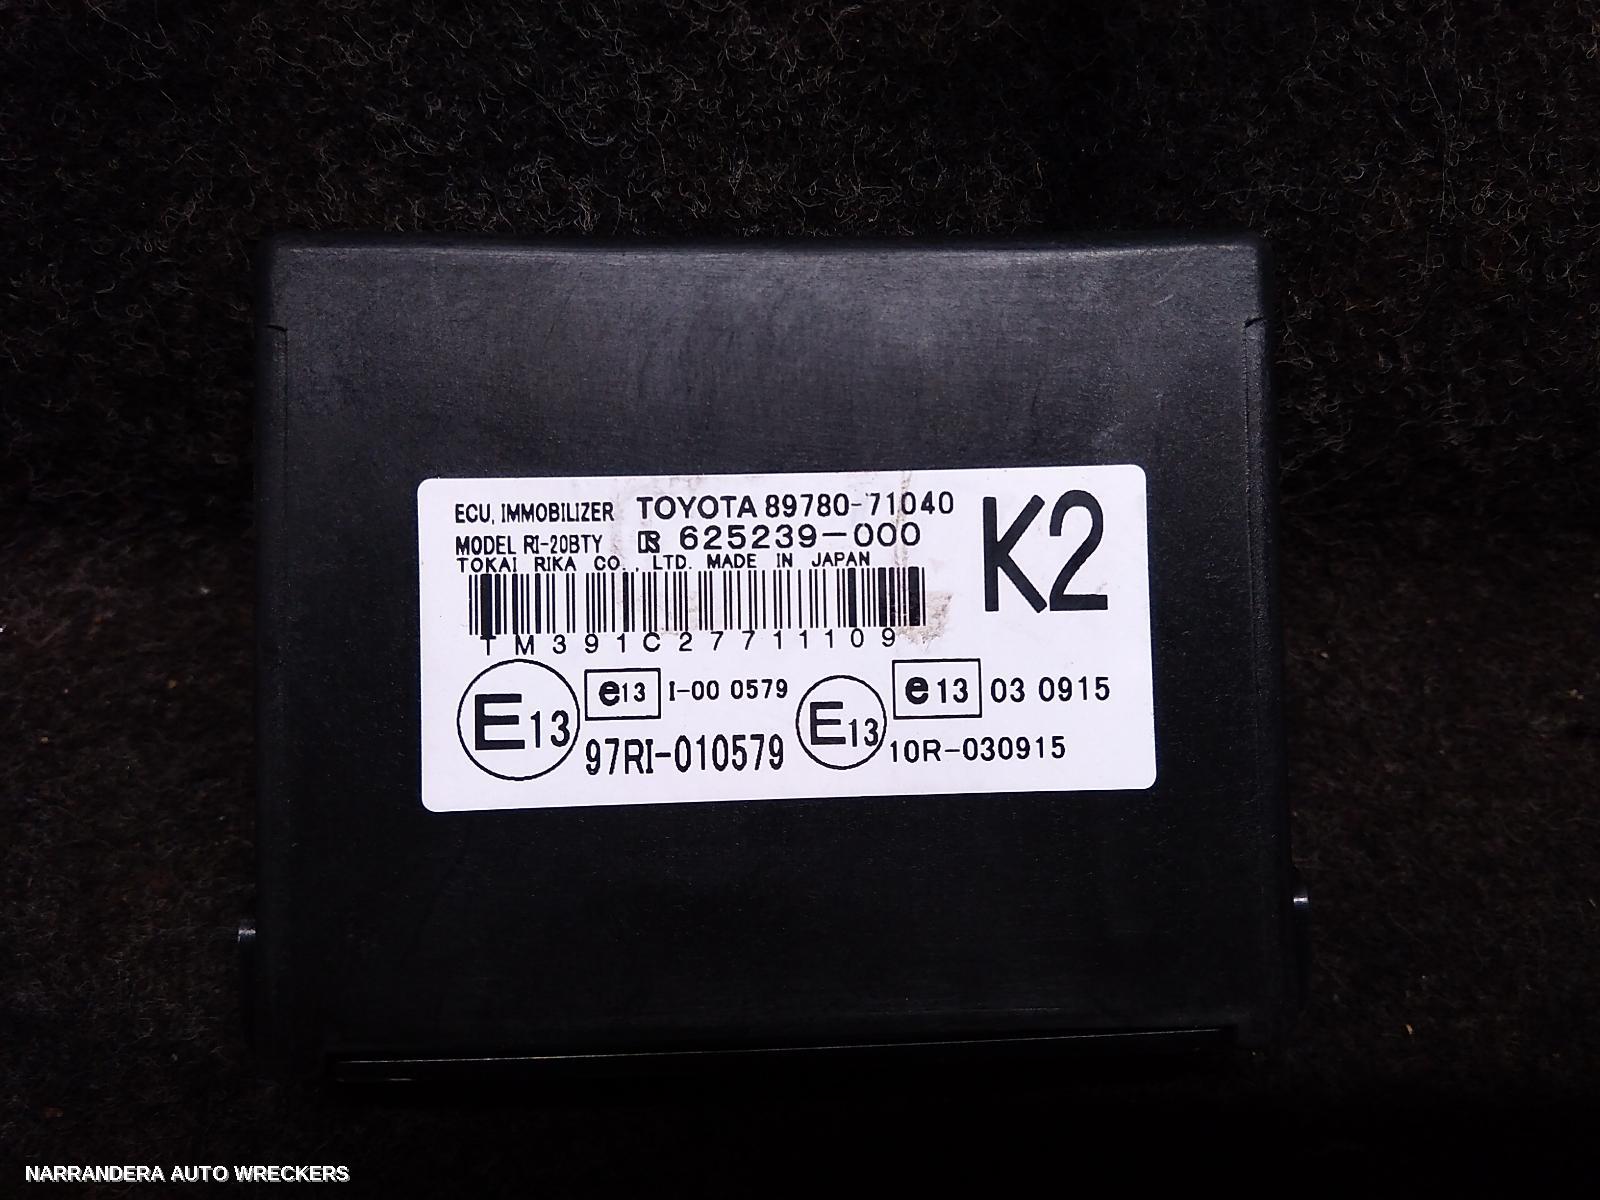 ECU, IMMOBILIZER TOYOTA 89780-71040
K2
MODEL RI-20BTY 625239-000
TOKAI RIKA CO., LTD. MADE IN JAPAN
TM391C27711109
E13 e13 I-00 0579 E13 e13 03 0915
97RI-010579 10R-030915
NARRANDERA AUTO WRECKERS